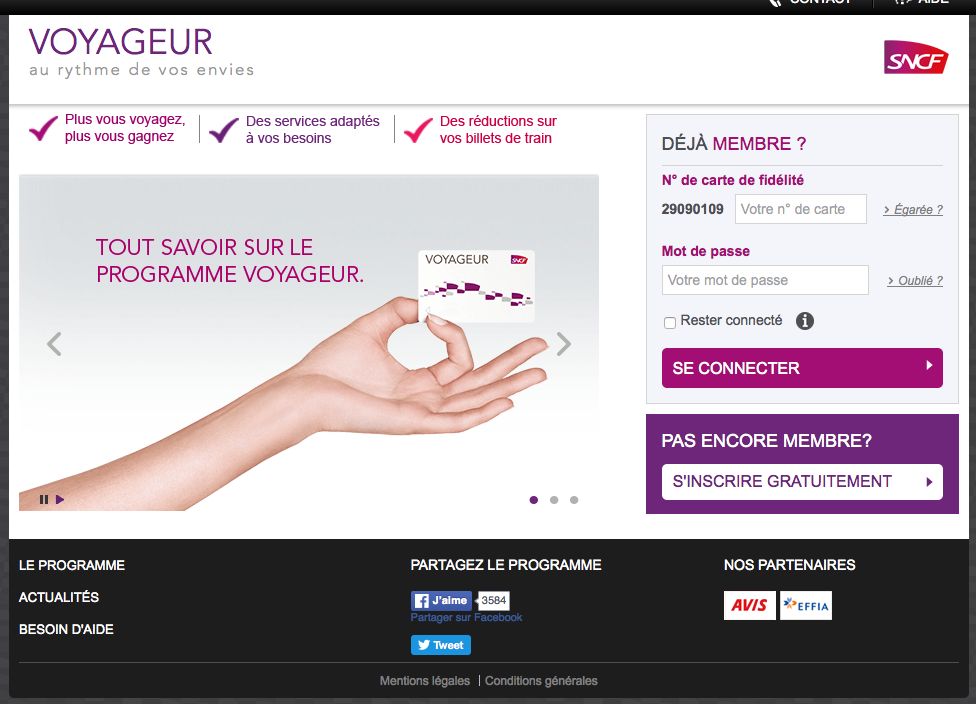 CONTACT AIDE
VOYAGEUR
au rythme de vos envies
SNCF
Plus vous voyagez,
plus vous gagnez
Des services adaptés
à vos besoins
Des réductions sur
vos billets de train
TOUT SAVOIR SUR LE
PROGRAMME VOYAGEUR.
VOYAGEUR SNCF
DÉJÀ MEMBRE ?
N° de carte de fidélité
29090109 Votre n° de carte > Égarée ?
Mot de passe
Votre mot de passe > Oublié ?
Rester connecté i
SE CONNECTER
PAS ENCORE MEMBRE?
S'INSCRIRE GRATUITEMENT
LE PROGRAMME
ACTUALITÉS
BESOIN D'AIDE
PARTAGEZ LE PROGRAMME
J'aime 3584
Partager sur Facebook
Tweet
NOS PARTENAIRES
AVIS EFFIA
Mentions légales | Conditions générales